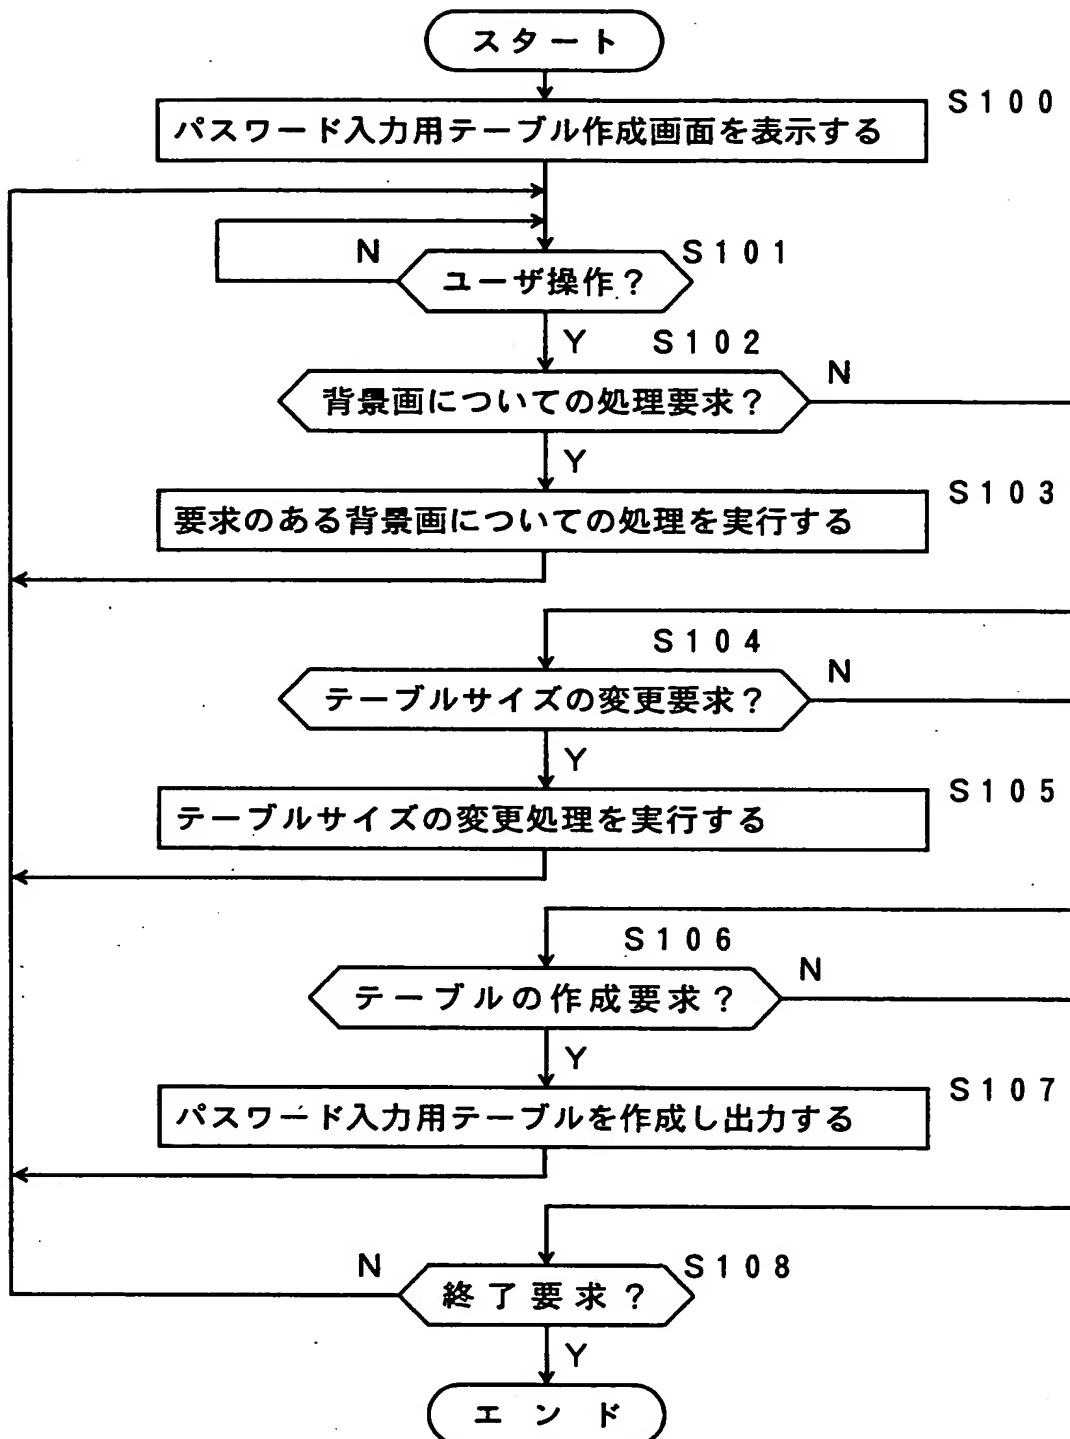 スタート
S100
パスワード入力用テーブル作成画面を表示する
N
S101
ユーザ操作?
Y
S102
N
背景画についての処理要求?
Y
S103
要求のある背景画についての処理を実行する
S104
N
テーブルサイズの変更要求?
Y
S105
テーブルサイズの変更処理を実行する
S106
N
テーブルの作成要求?
Y
S107
パスワード入力用テーブルを作成し出力する
N
S108
終了要求?
Y
エンド